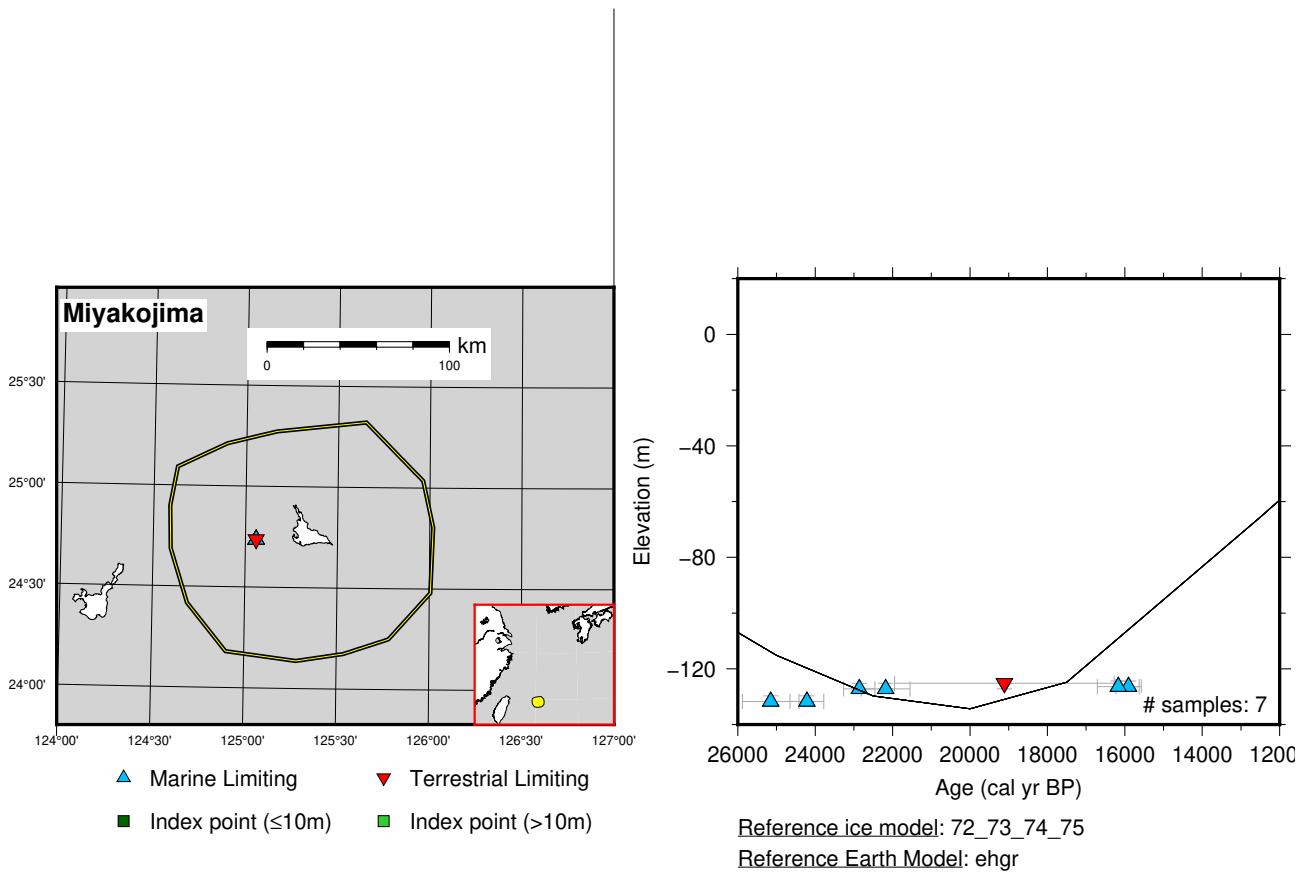 Miyakojima
km
0 100
25°30'
25°00'
24°30'
24°00'
124°00' 124°30' 125°00' 125°30' 126°00' 126°30' 127°00'
Marine Limiting
Terrestrial Limiting
Index point (≤10m)
Index point (>10m)
Elevation (m)
0
−40
−80
−120
# samples: 7
26000 24000 22000 20000 18000 16000 14000 1200
Age (cal yr BP)
Reference ice model: 72_73_74_75
Reference Earth Model: ehgr